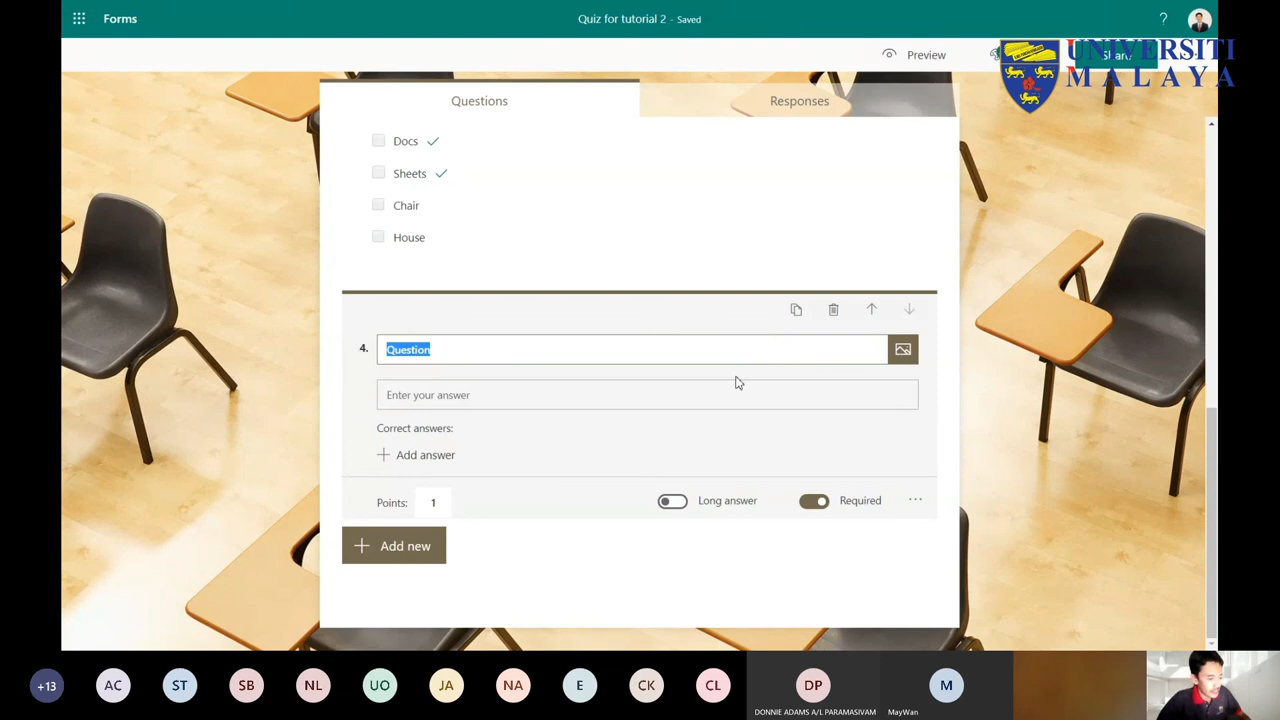 Forms
Quiz for tutorial 2 - Saved
?
Preview
Share
UNIVERSITI
MALAYA
Questions
Responses
Docs
Sheets
Chair
House
4.
Question
Enter your answer
Correct answers:
Add answer
Points: 1
Long answer
Required
Add new
+13
AC
ST
SB
NL
UO
JA
NA
E
CK
CL
DP
M
DONNIE ADAMS A/L PARAMASIVAM
MayWan